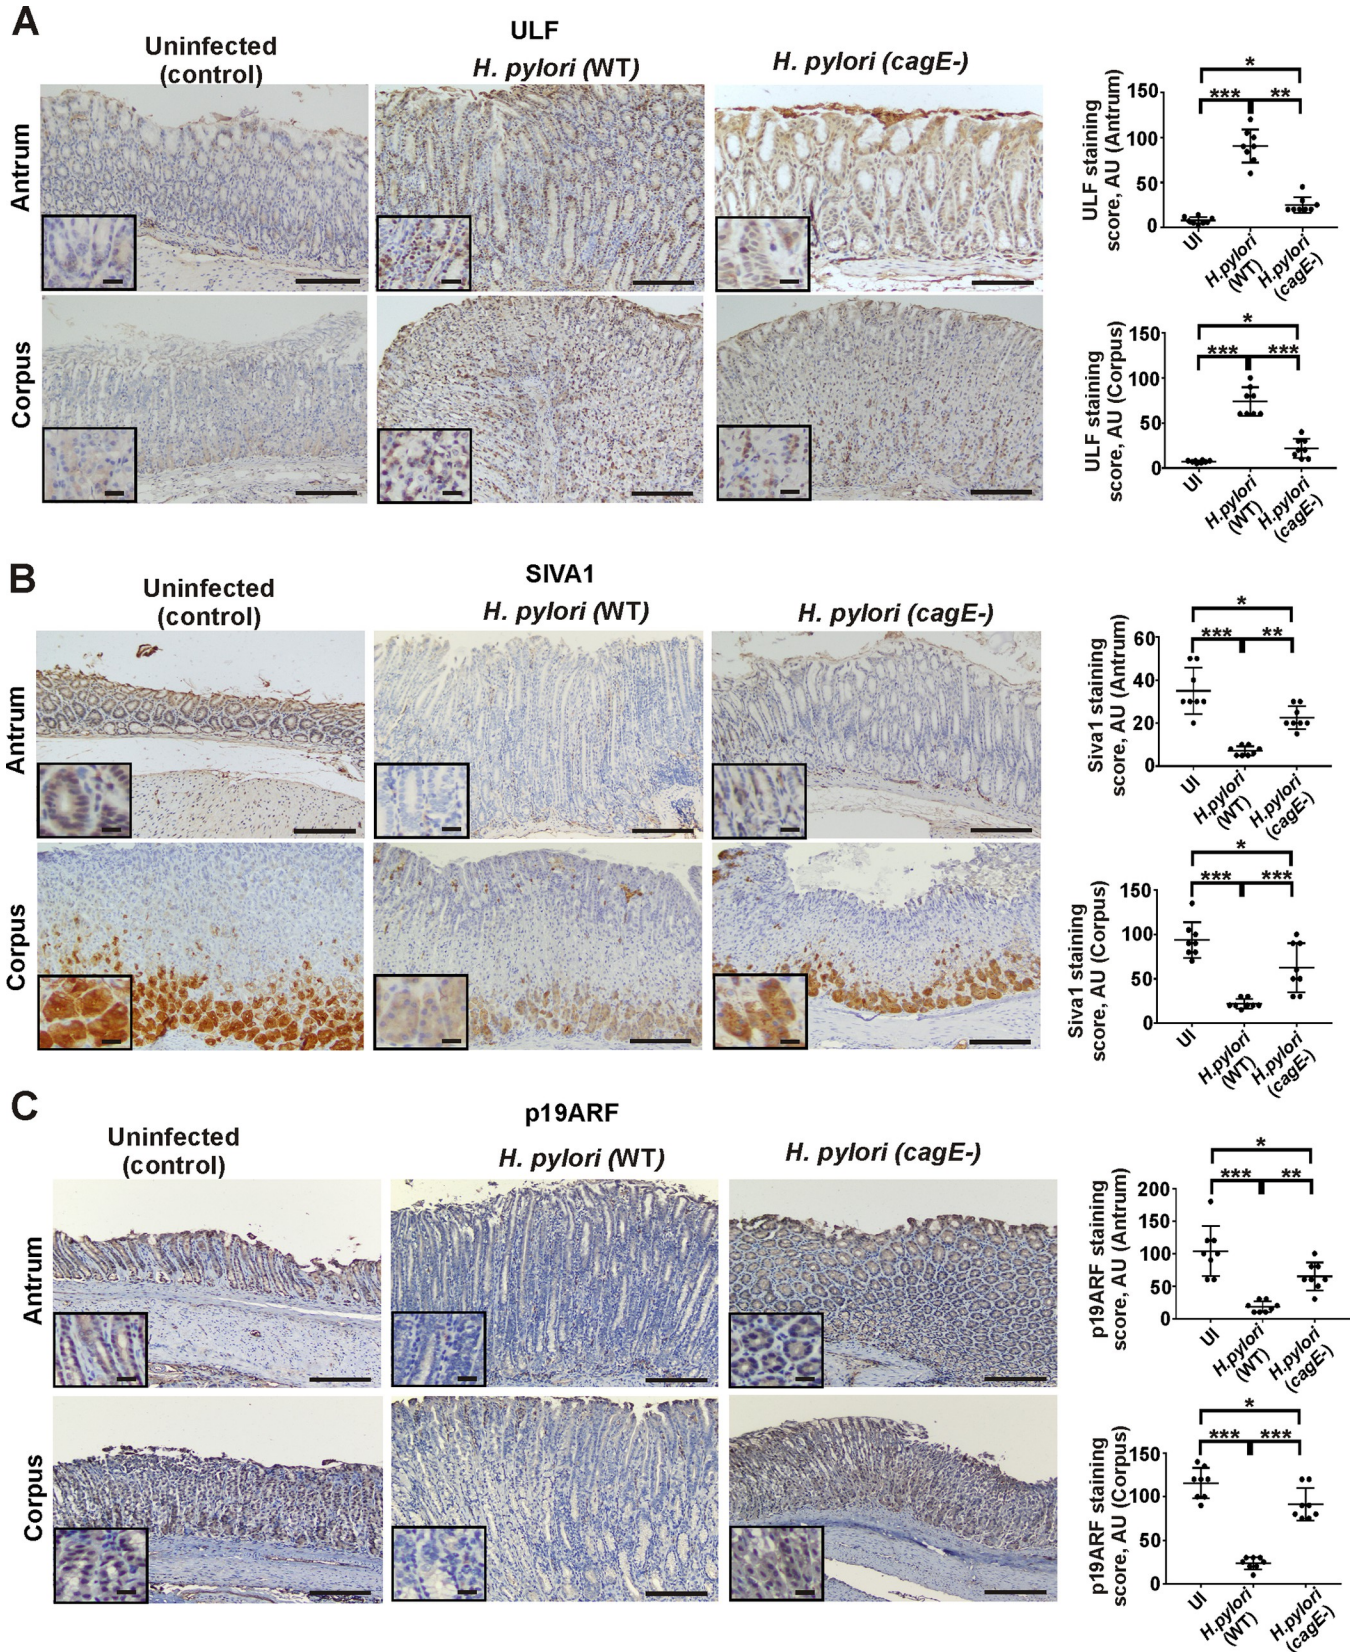 A
ULF
Uninfected
(control)
H. pylori (WT)
H. pylori (cagE-)
Antrum
Corpus
ULF staining
score, AU (Antrum)
150
100
50
0
*
*** **
UI
H.pylori
(WT)
H.pylori
(cagE-)
ULF staining
score, AU (Corpus)
150
100
50
0
*
*** ***
UI
H.pylori
(WT)
H.pylori
(cagE-)
B
SIVA1
Uninfected
(control)
H. pylori (WT)
H. pylori (cagE-)
Antrum
Corpus
Siva1 staining
score, AU (Antrum)
60
40
20
0
*
*** **
UI
H.pylori
(WT)
H.pylori
(cagE-)
Siva1 staining
score, AU (Corpus)
150
100
50
0
*
*** ***
UI
H.pylori
(WT)
H.pylori
(cagE-)
C
p19ARF
Uninfected
(control)
H. pylori (WT)
H. pylori (cagE-)
Antrum
Corpus
p19ARF staining
score, AU (Antrum)
200
150
100
50
0
*
*** **
UI
H.pylori
(WT)
H.pylori
(cagE-)
p19ARF staining
score, AU (Corpus)
150
100
50
0
*
*** ***
UI
H.pylori
(WT)
H.pylori
(cagE-)